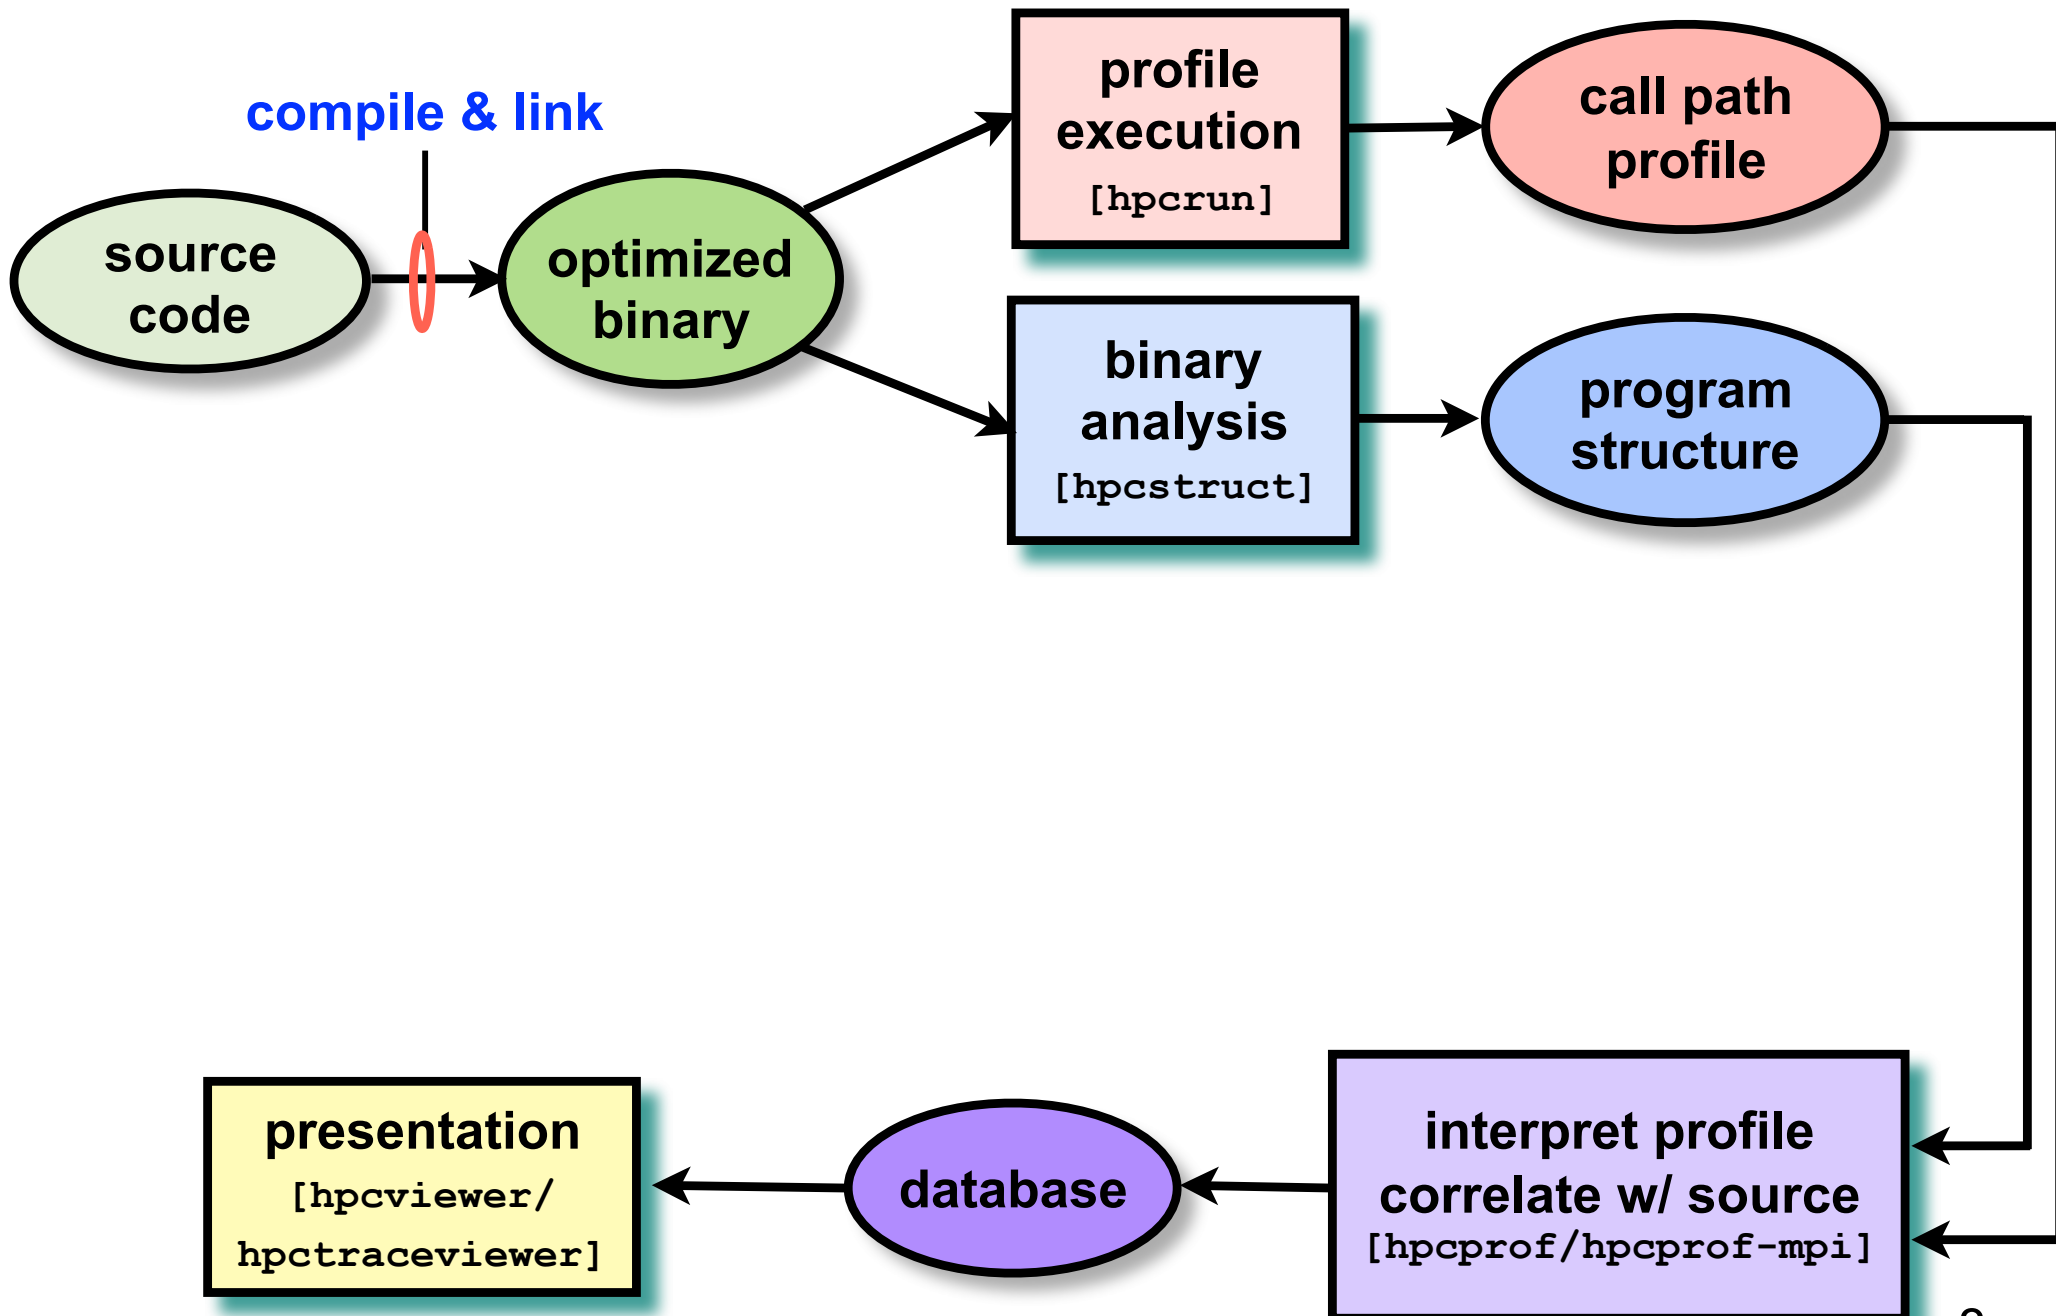 compile & link
source
code
optimized
binary
profile
execution
[hpcrun]
call path
profile
binary
analysis
[hpcstruct]
program
structure
presentation
[hpcviewer/
hpctraceviewer]
database
interpret profile
correlate w/ source
[hpcprof/hpcprof-mpi]